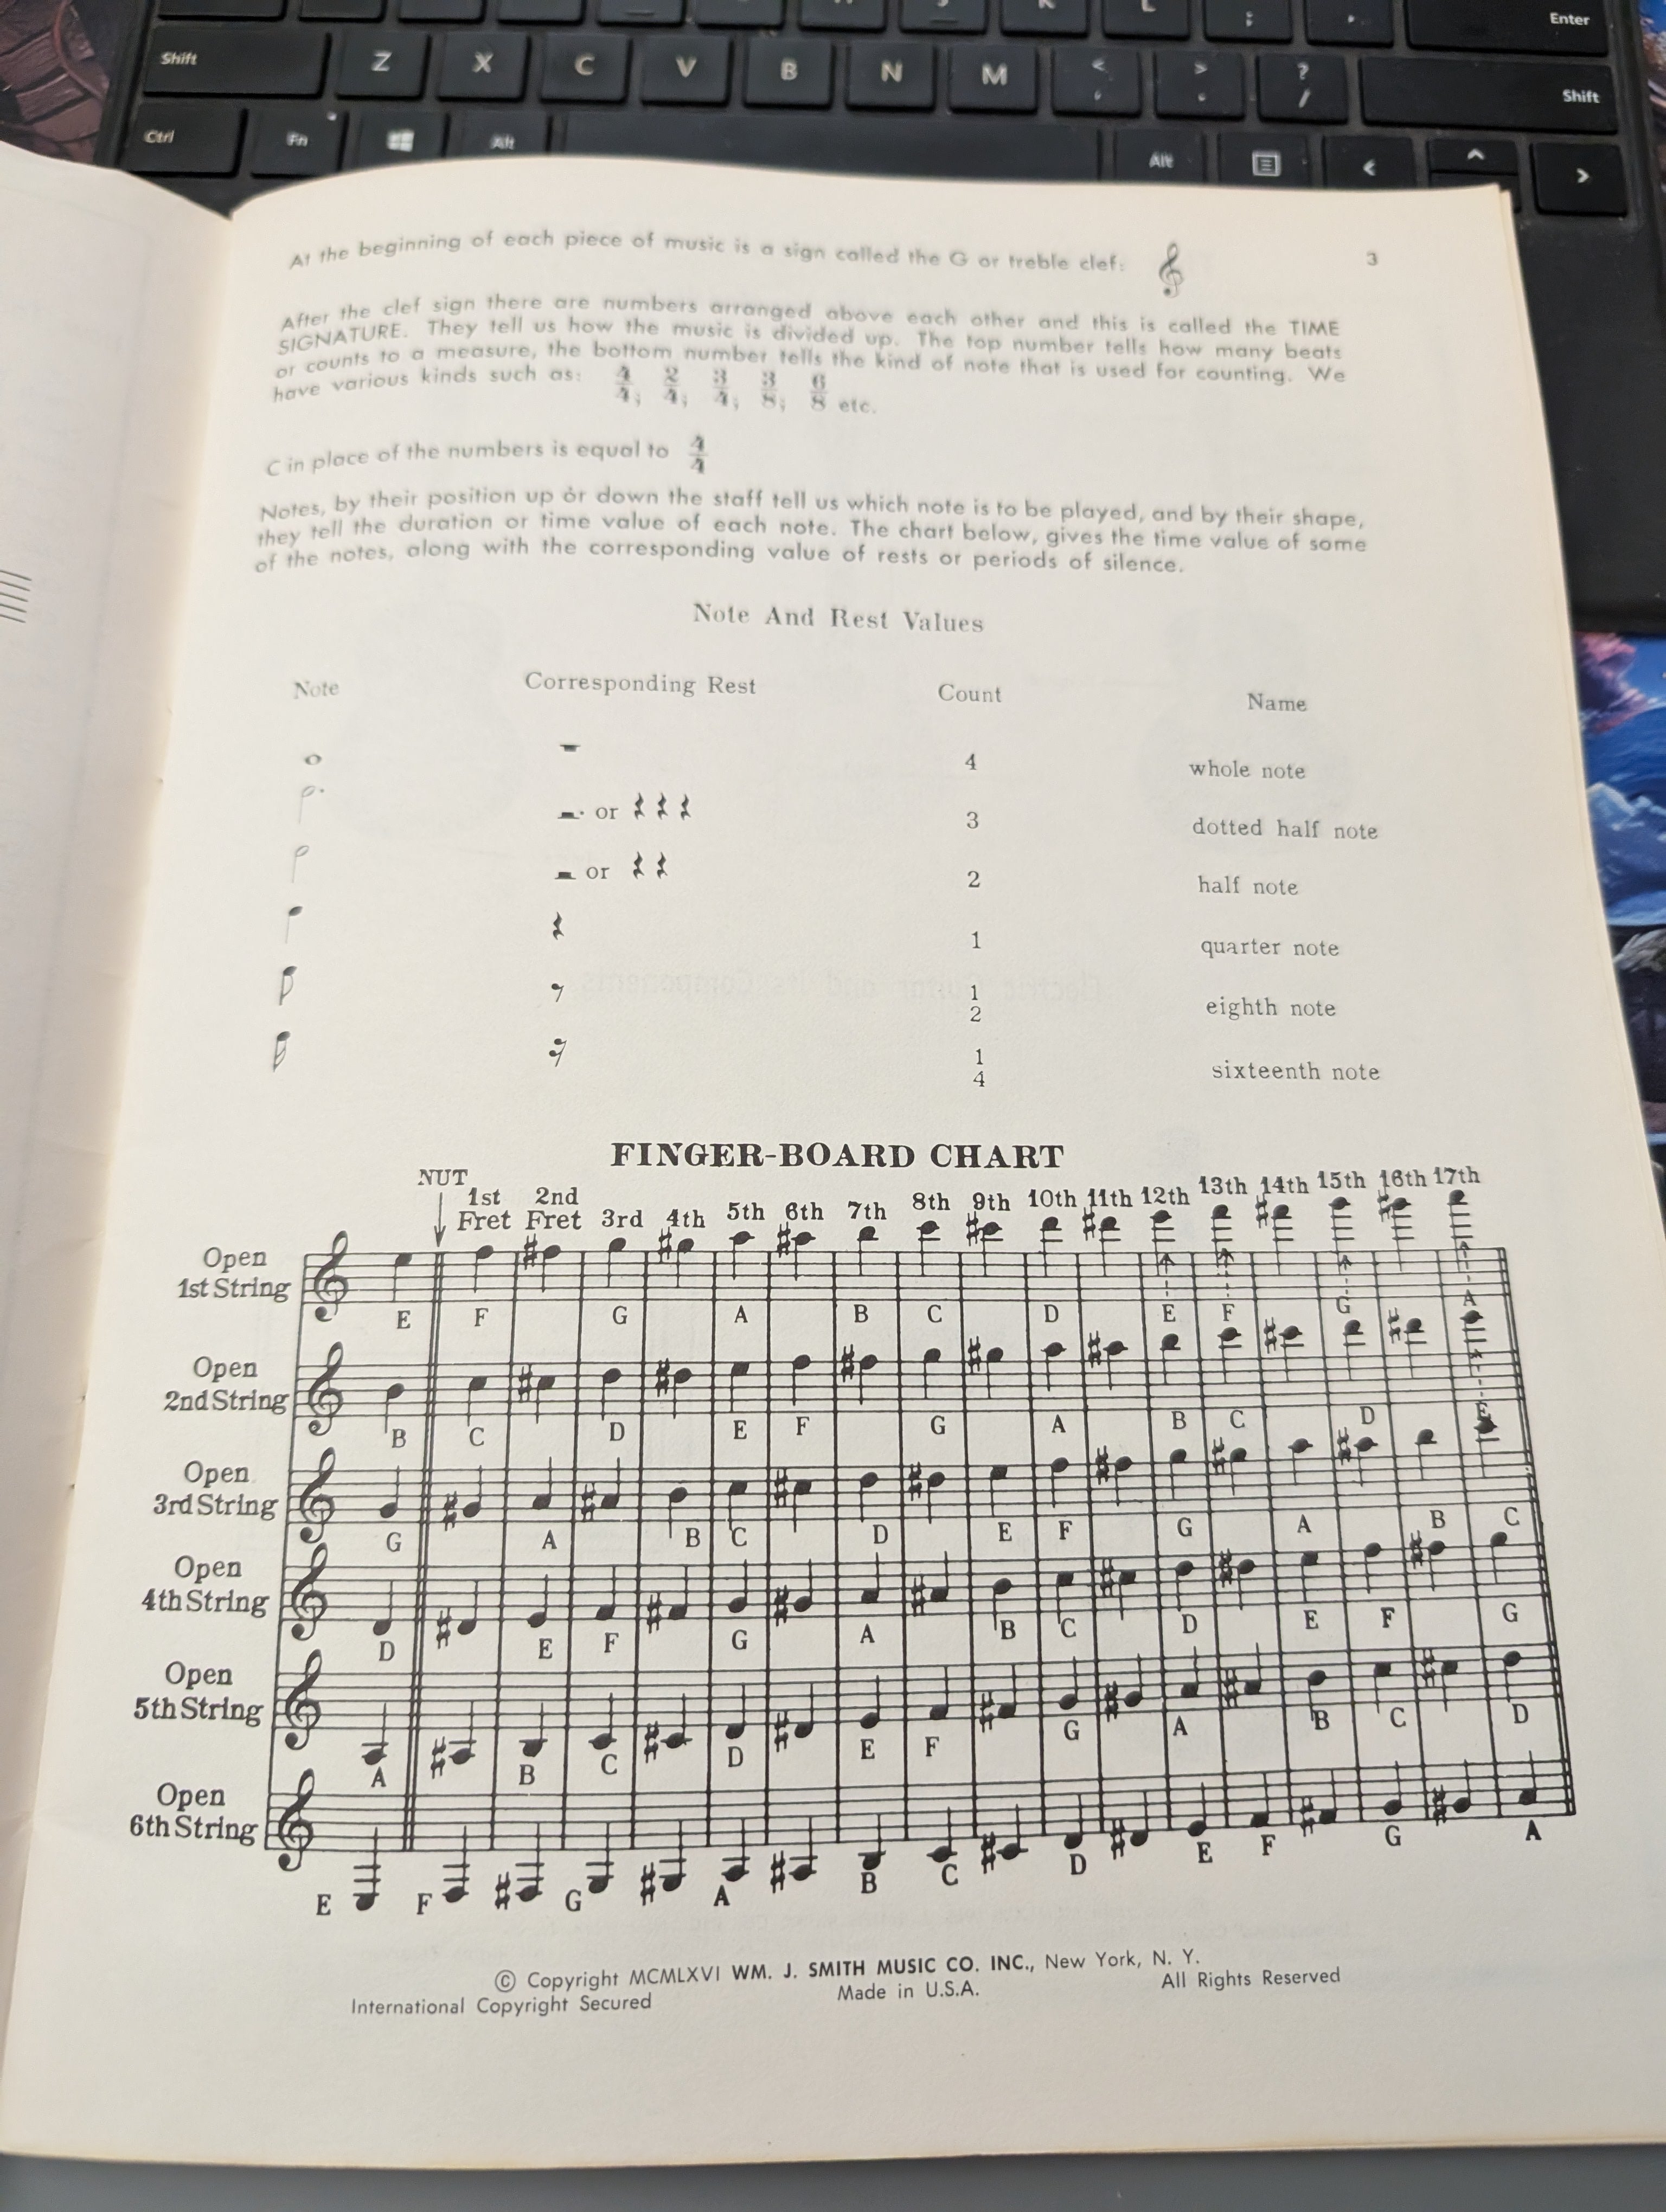 Enter
Shift Z X C V B N M < , > . ? / Shift
Ctrl Fn Alt Alt < ^ >
3
At the beginning of each piece of music is a sign called the G or treble clef:
After the clef sign there are numbers arranged above each other and this is called the TIME
SIGNATURE. They tell us how the music is divided up. The top number tells how many beats
or counts to a measure, the bottom number tells the kind of note that is used for counting. We
have various kinds such as: 4/4; 2/4; 3/4; 3/8; 6/8 etc.
C in place of the numbers is equal to 4/4
Notes, by their position up or down the staff tell us which note is to be played, and by their shape,
they tell the duration or time value of each note. The chart below, gives the time value of some
of the notes, along with the corresponding value of rests or periods of silence.
Note And Rest Values
Note Corresponding Rest Count Name
4 whole note
or 3 dotted half note
or 2 half note
1 quarter note
1/2 eighth note
1/4 sixteenth note
FINGER-BOARD CHART
NUT
1st 2nd
Fret Fret 3rd 4th 5th 6th 7th 8th 9th 10th 11th 12th 13th 14th 15th 16th 17th
Open
1st String
E F G A B C D E F G A
Open
2nd String
B C D E F G A B C D E
Open
3rd String
G A B C D E F G A B C
Open
4th String
D E F G A B C D E F G
Open
5th String
A B C D E F G A B C D
Open
6th String
E F G A B C D E F G A
© Copyright MCMLXVI WM. J. SMITH MUSIC CO. INC., New York, N. Y.
International Copyright Secured Made in U.S.A. All Rights Reserved